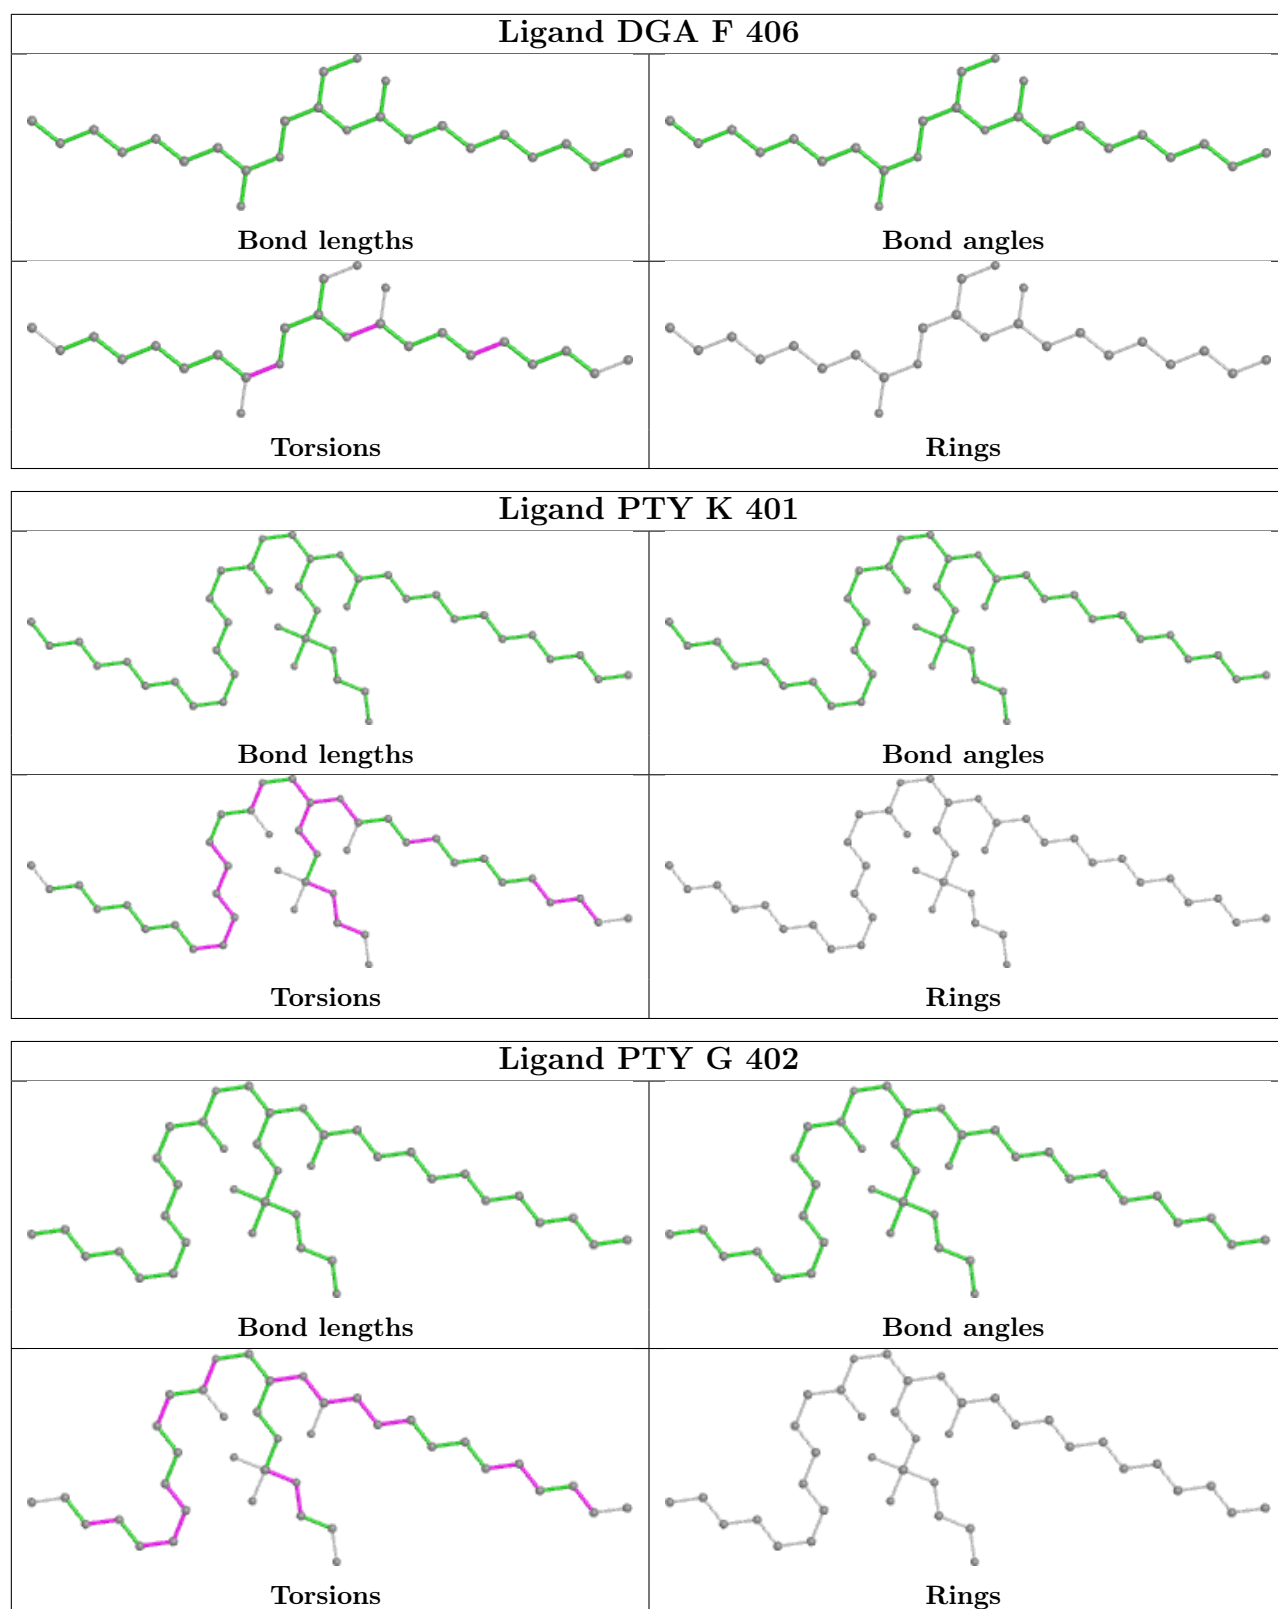 Ligand DGA F 406
Bond lengths
Bond angles
Torsions
Rings
Ligand PTY K 401
Bond lengths
Bond angles
Torsions
Rings
Ligand PTY G 402
Bond lengths
Bond angles
Torsions
Rings